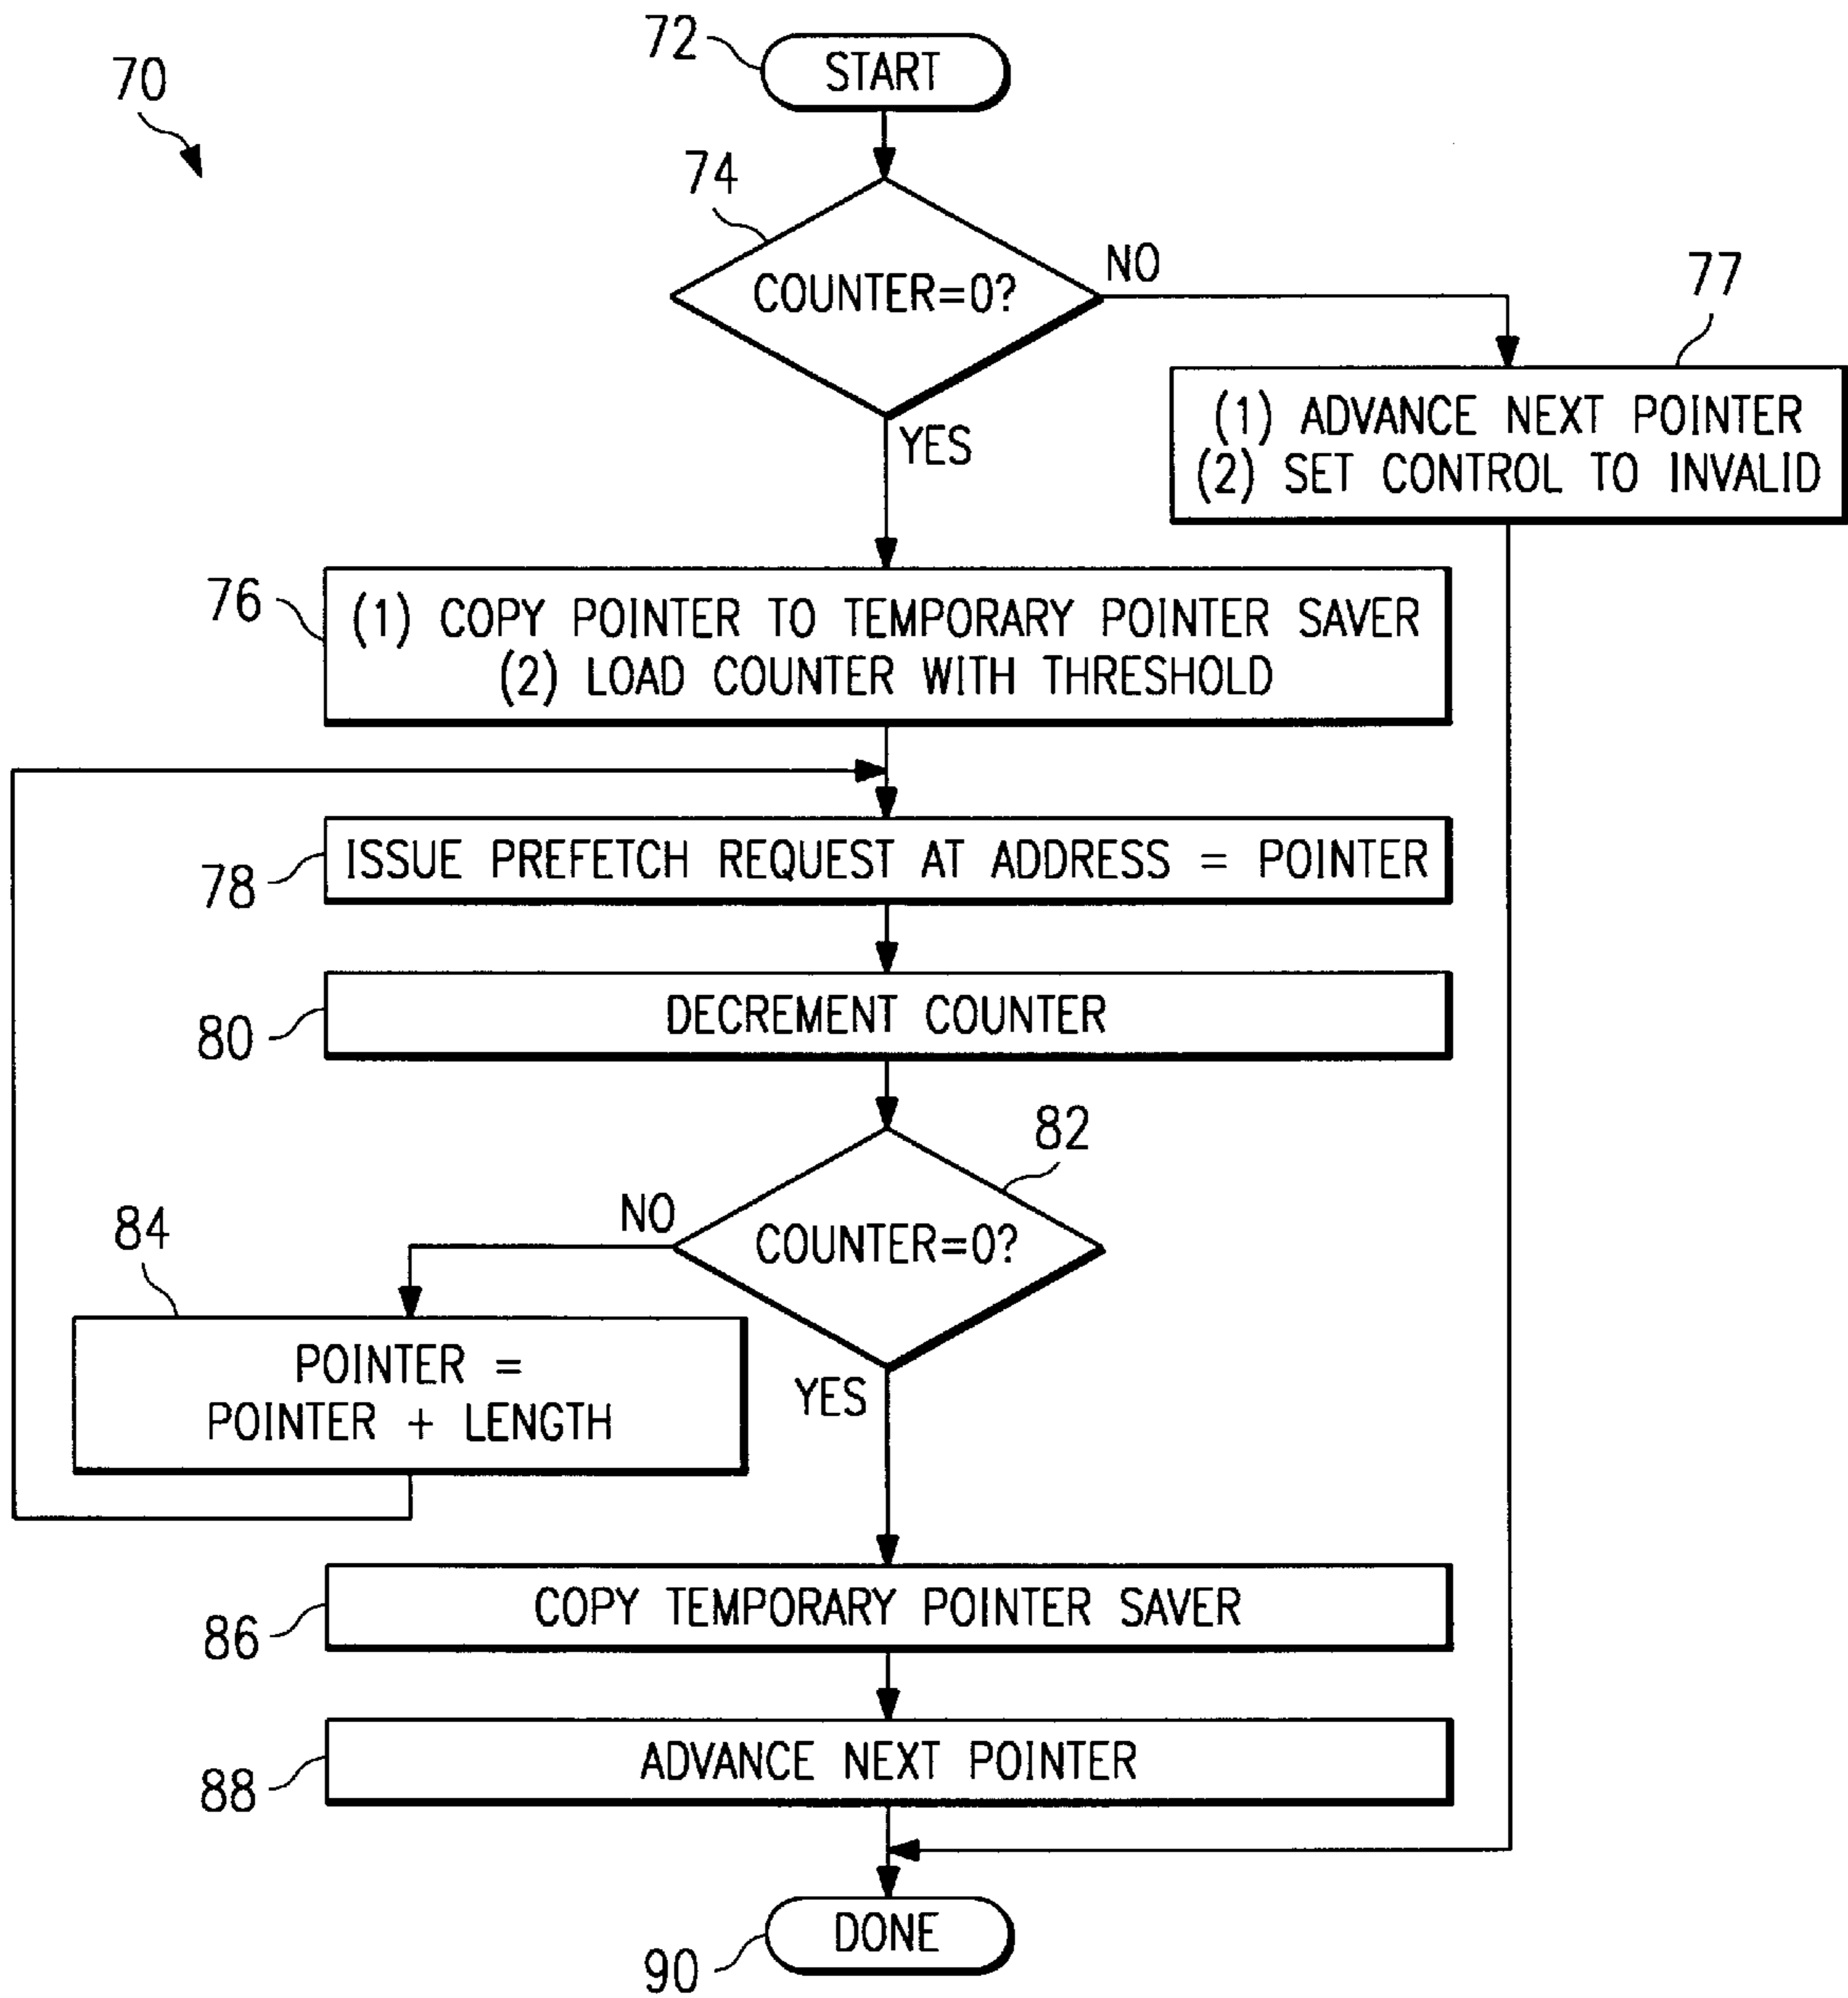 72
START
70
74
COUNTER=0?
NO
77
(1) ADVANCE NEXT POINTER
(2) SET CONTROL TO INVALID
YES
76
(1) COPY POINTER TO TEMPORARY POINTER SAVER
(2) LOAD COUNTER WITH THRESHOLD
78
ISSUE PREFETCH REQUEST AT ADDRESS = POINTER
80
DECREMENT COUNTER
82
COUNTER=0?
NO
84
POINTER =
POINTER + LENGTH
YES
86
COPY TEMPORARY POINTER SAVER
88
ADVANCE NEXT POINTER
90
DONE